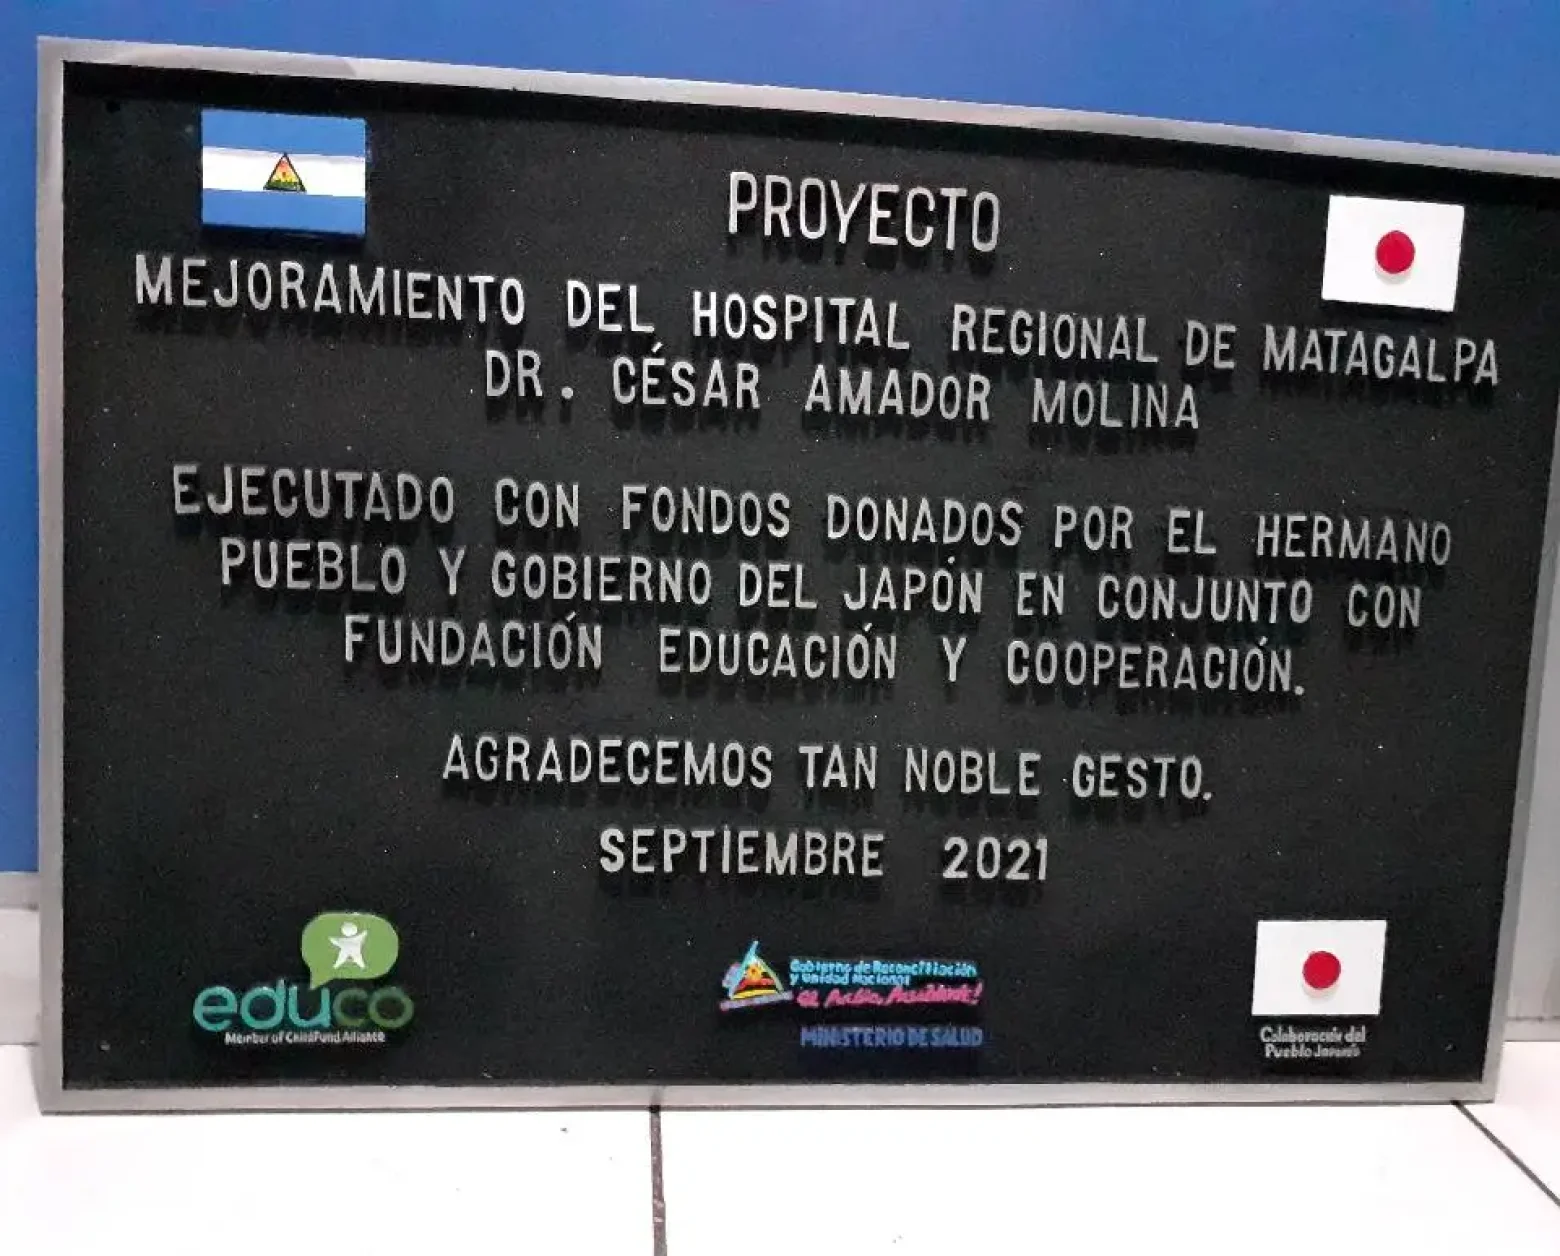 PROYECTO
MEJORAMIENTO DEL HOSPITAL REGIONAL DE MATAGALPA
DR. CÉSAR AMADOR MOLINA
EJECUTADO CON FONDOS DONADOS POR EL HERMANO
PUEBLO Y GOBIERNO DEL JAPÓN EN CONJUNTO CON
FUNDACIÓN EDUCACIÓN Y COOPERACIÓN.
AGRADECEMOS TAN NOBLE GESTO.
SEPTIEMBRE 2021
educo
Member of ChildFund Alliance
Gobierno de Reconciliación
y Unidad Nacional
MINISTERIO DE SALUD
Colaboración del
Pueblo Japonés